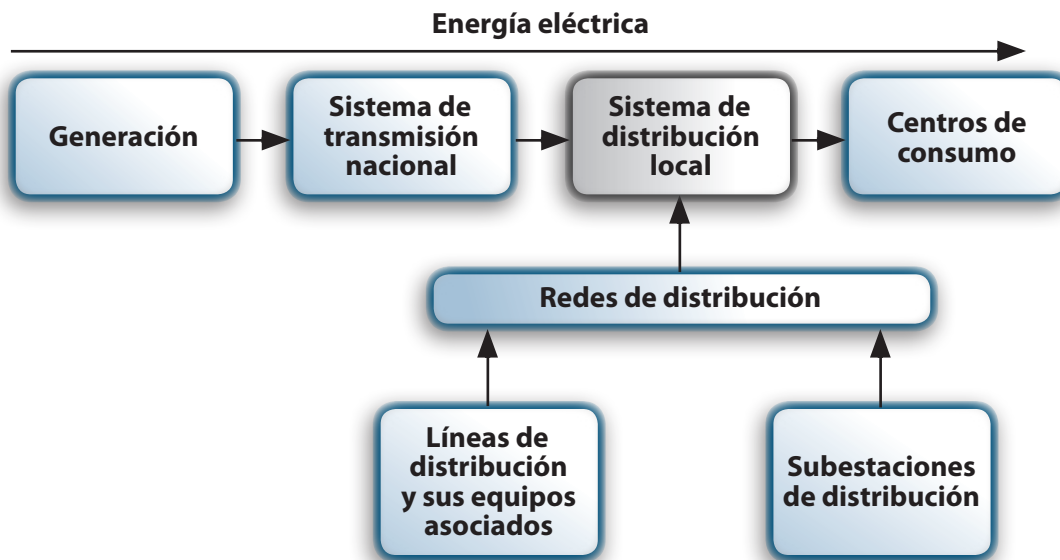 Energía eléctrica
Generación
Sistema de
transmisión
nacional
Sistema de
distribución
local
Centros de
consumo
Redes de distribución
Líneas de
distribución
y sus equipos
asociados
Subestaciones
de distribución